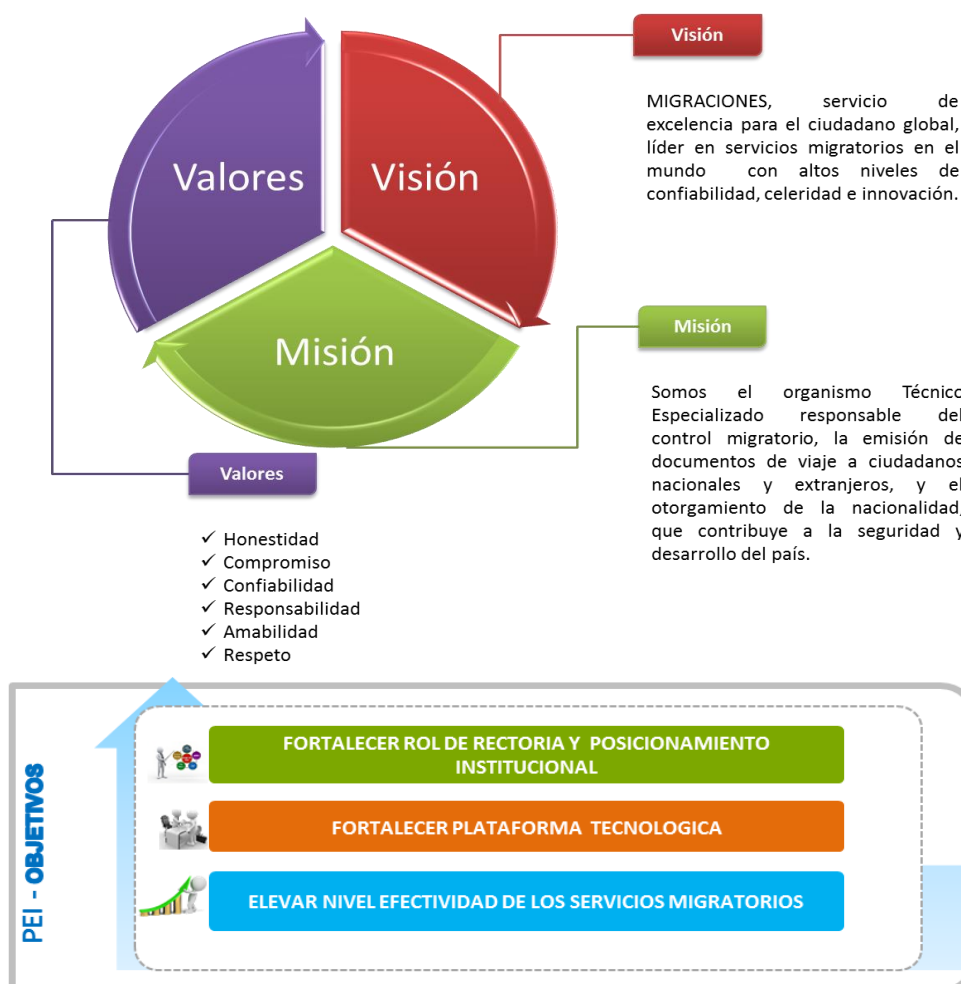 Valores
Visión
Misión
Visión
MIGRACIONES, servicio de
excelencia para el ciudadano global,
líder en servicios migratorios en el
mundo con altos niveles de
confiabilidad, celeridad e innovación.
Misión
Somos el organismo Técnico
Especializado responsable del
control migratorio, la emisión de
documentos de viaje a ciudadanos
nacionales y extranjeros, y el
otorgamiento de la nacionalidad,
que contribuye a la seguridad y
desarrollo del país.
Valores
✓ Honestidad
✓ Compromiso
✓ Confiabilidad
✓ Responsabilidad
✓ Amabilidad
✓ Respeto
PEI - OBJETIVOS
FORTALECER ROL DE RECTORIA Y POSICIONAMIENTO
INSTITUCIONAL
FORTALECER PLATAFORMA TECNOLOGICA
ELEVAR NIVEL EFECTIVIDAD DE LOS SERVICIOS MIGRATORIOS